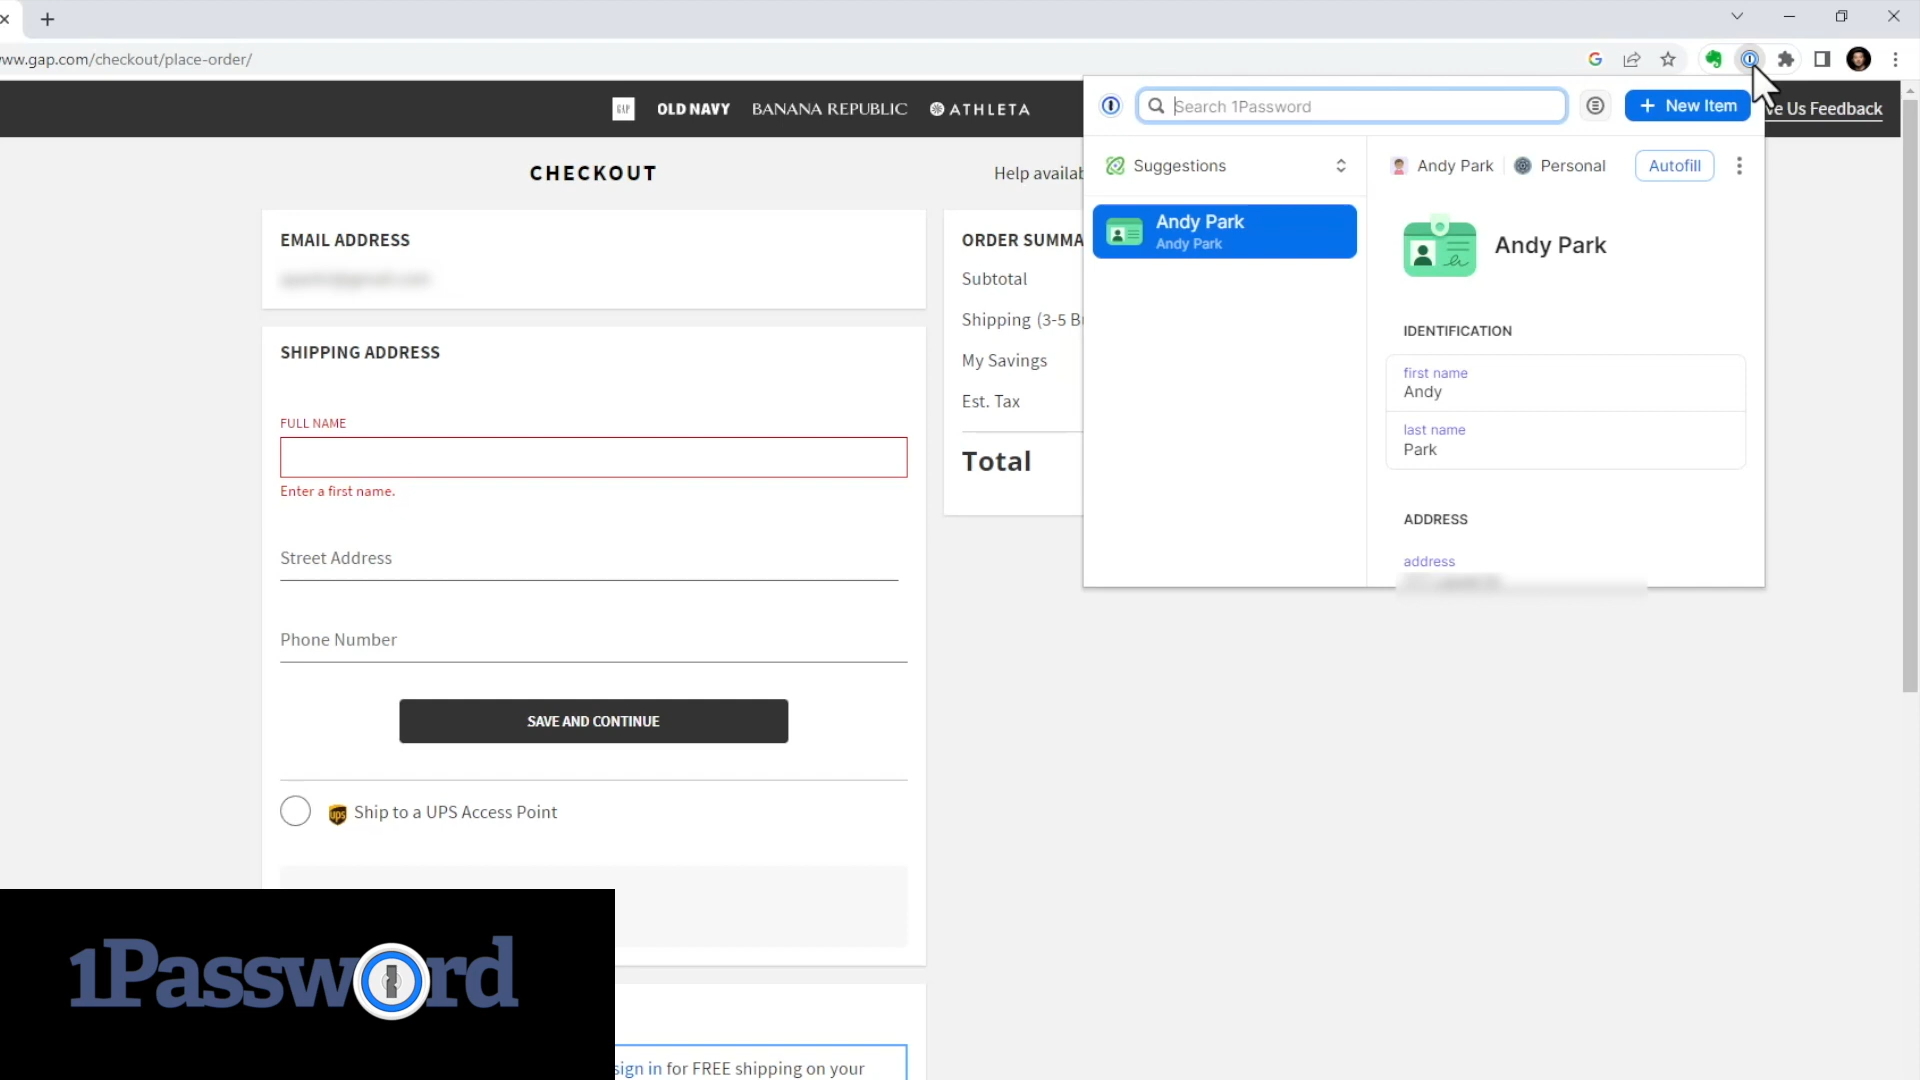 www.gap.com/checkout/place-order/
GAP
OLD NAVY
BANANA REPUBLIC
ATHLETA
Us Feedback
Search 1Password
+ New Item
CHECKOUT
Help
Suggestions
Andy Park
Personal
Autofill
Andy Park
Andy Park
Andy Park
EMAIL ADDRESS
ORDER
Subtotal
Shipping (3-5
My Savings
Est. Tax
Total
IDENTIFICATION
first name
Andy
last name
Park
ADDRESS
address
SHIPPING ADDRESS
FULL NAME
Enter a first name.
Street Address
Phone Number
SAVE AND CONTINUE
ups
Ship to a UPS Access Point
1Password
sign in for FREE shipping on your